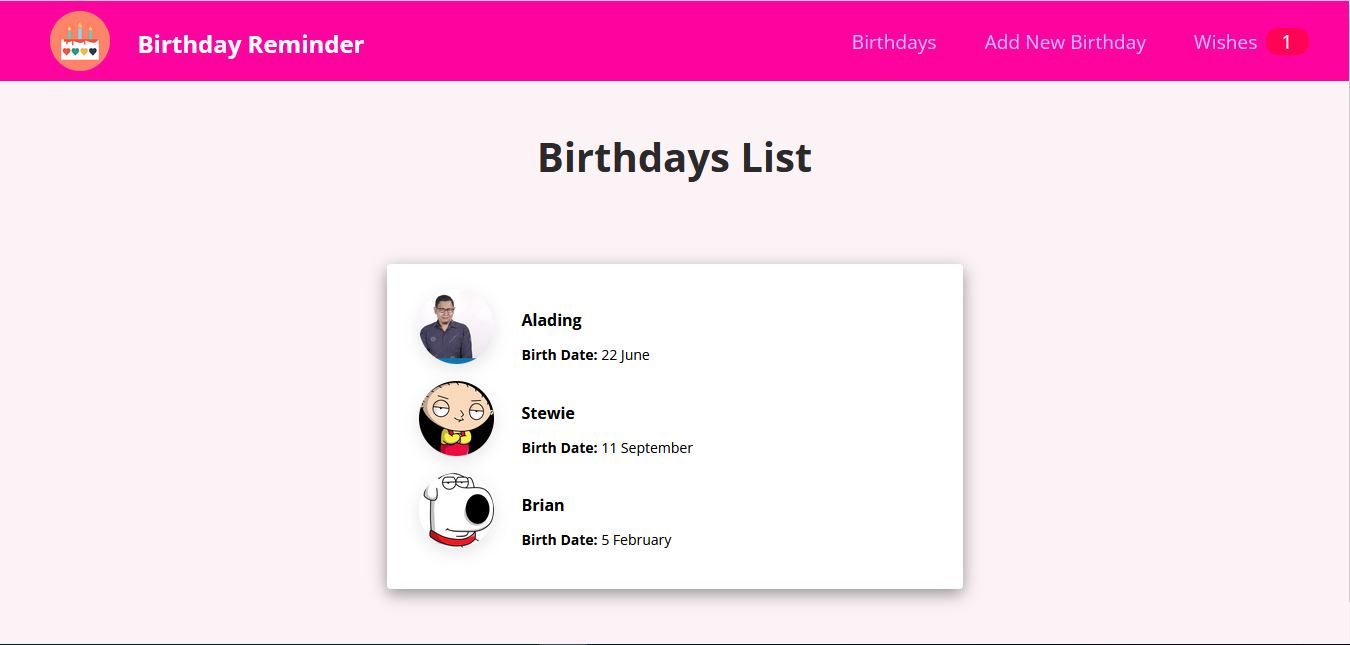 Birthday Reminder
Birthdays
Add New Birthday
Wishes 1
Birthdays List
Alading
Birth Date: 22 June
Stewie
Birth Date: 11 September
Brian
Birth Date: 5 February